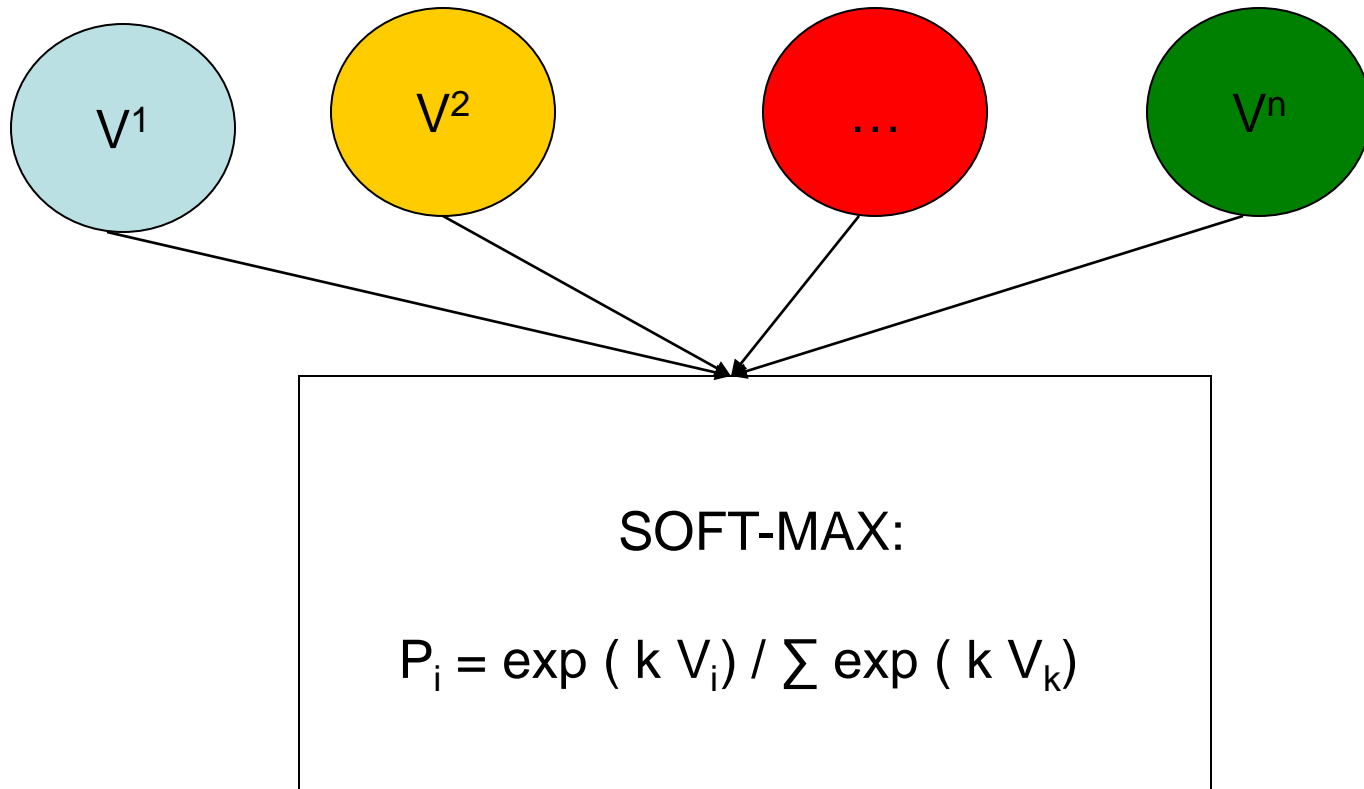 V¹ V² … Vⁿ
SOFT-MAX:
Pᵢ = exp ( k Vᵢ) / ∑ exp ( k Vₖ)